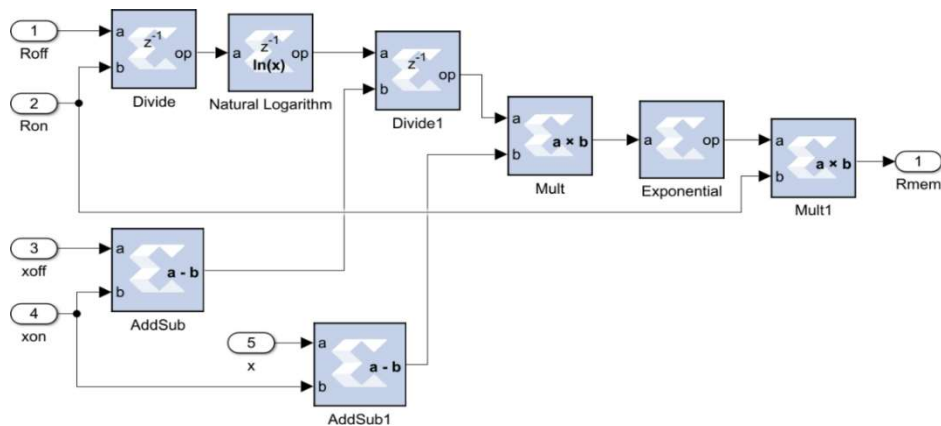 1
Roff
2
Ron
a
b
z⁻¹
op
Divide
a
z⁻¹
ln(x)
op
Natural Logarithm
a
b
z⁻¹
op
Divide1
a
b
a × b
Mult
a
op
Exponential
a
b
a × b
Mult1
1
Rmem
3
xoff
4
xon
a
b
a - b
AddSub
5
x
a
b
a - b
AddSub1